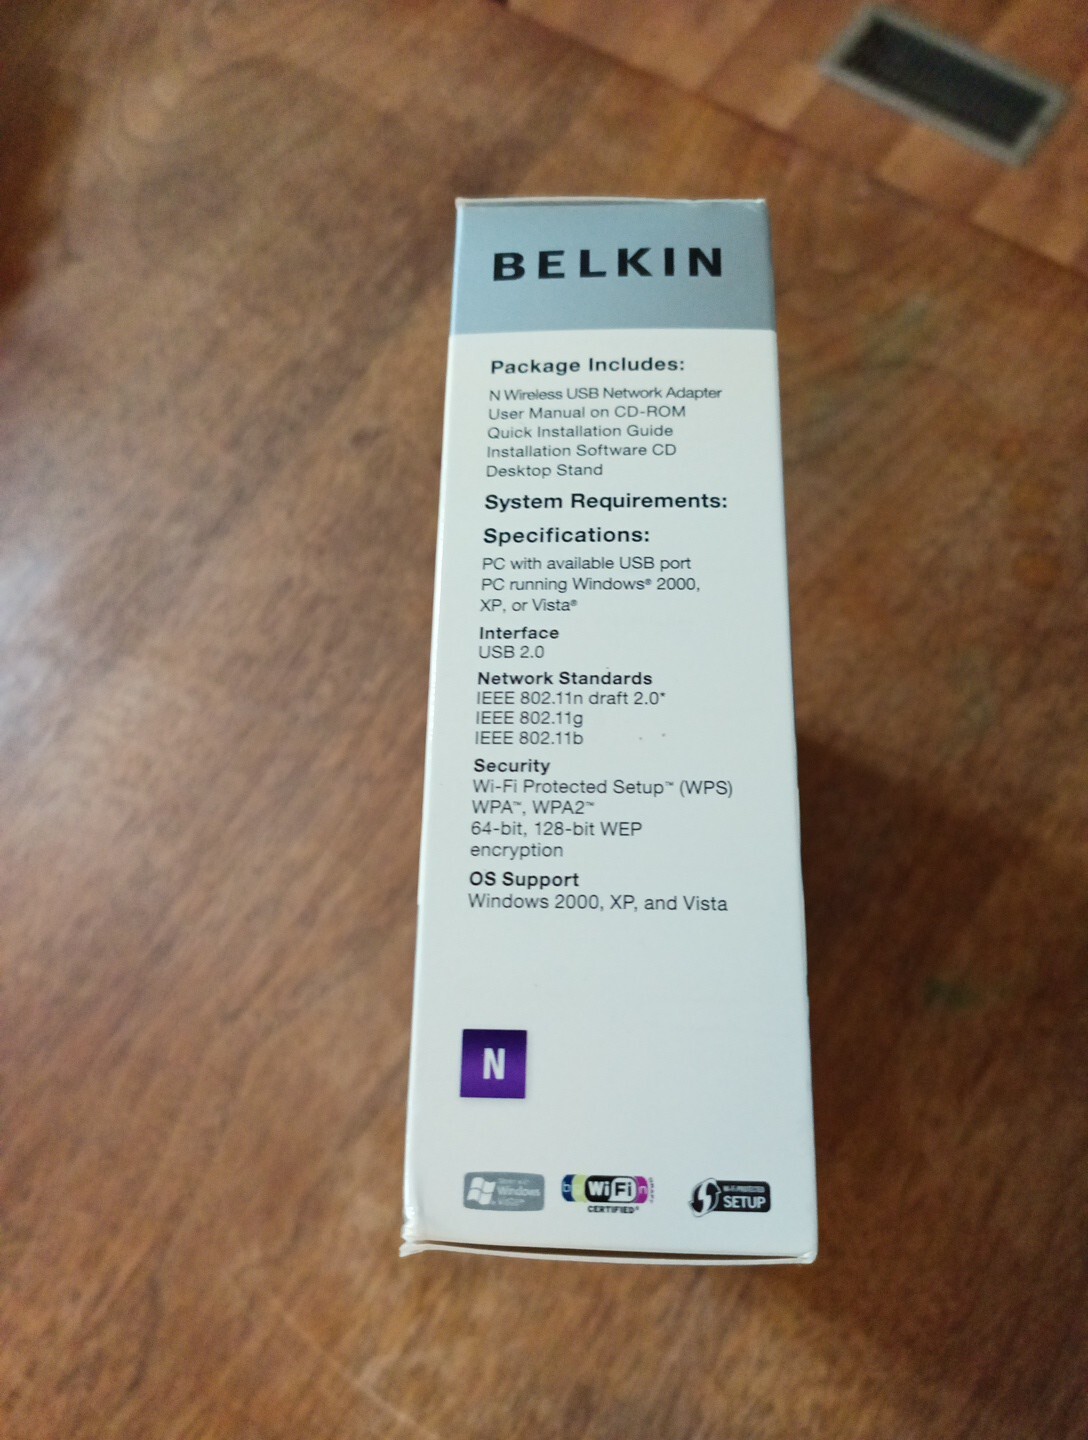 BELKIN
Package Includes:
N Wireless USB Network Adapter
User Manual on CD-ROM
Quick Installation Guide
Installation Software CD
Desktop Stand
System Requirements:
Specifications:
PC with available USB port
PC running Windows® 2000,
XP, or Vista®
Interface
USB 2.0
Network Standards
IEEE 802.11n draft 2.0*
IEEE 802.11g
IEEE 802.11b
Security
Wi-Fi Protected Setup™ (WPS)
WPA™, WPA2™
64-bit, 128-bit WEP
encryption
OS Support
Windows 2000, XP, and Vista
N
Windows
b Wi Fi n
CERTIFIED®
SETUP